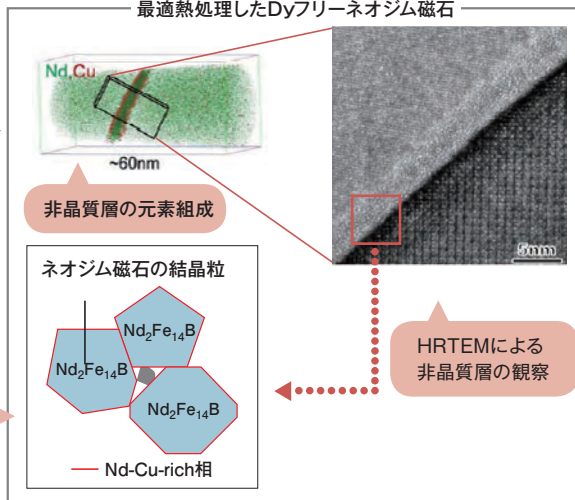 最適熱処理したDyフリーネオジム磁石
Nd,Cu
~60nm
非晶質層の元素組成
5nm
ネオジム磁石の結晶粒
Nd₂Fe₁₄B
Nd₂Fe₁₄B
Nd₂Fe₁₄B
Nd-Cu-rich相
HRTEMによる
非晶質層の観察